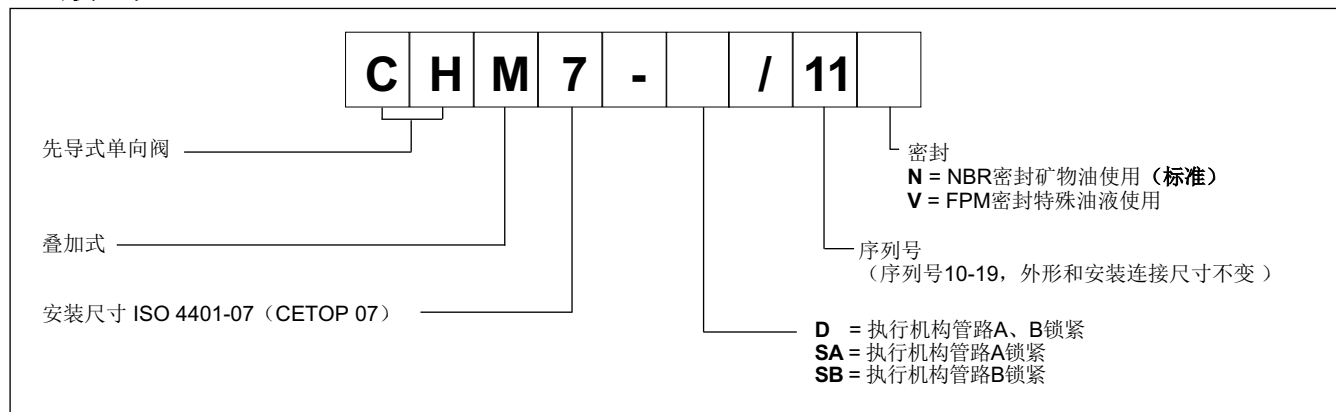 C H M 7 - / 11
先导式单向阀
密封
N = NBR密封矿物油使用（标准）
V = FPM密封特殊油液使用
叠加式
序列号
（序列号10-19，外形和安装连接尺寸不变 ）
安装尺寸 ISO 4401-07（CETOP 07）
D = 执行机构管路A、B锁紧
SA = 执行机构管路A锁紧
SB = 执行机构管路B锁紧